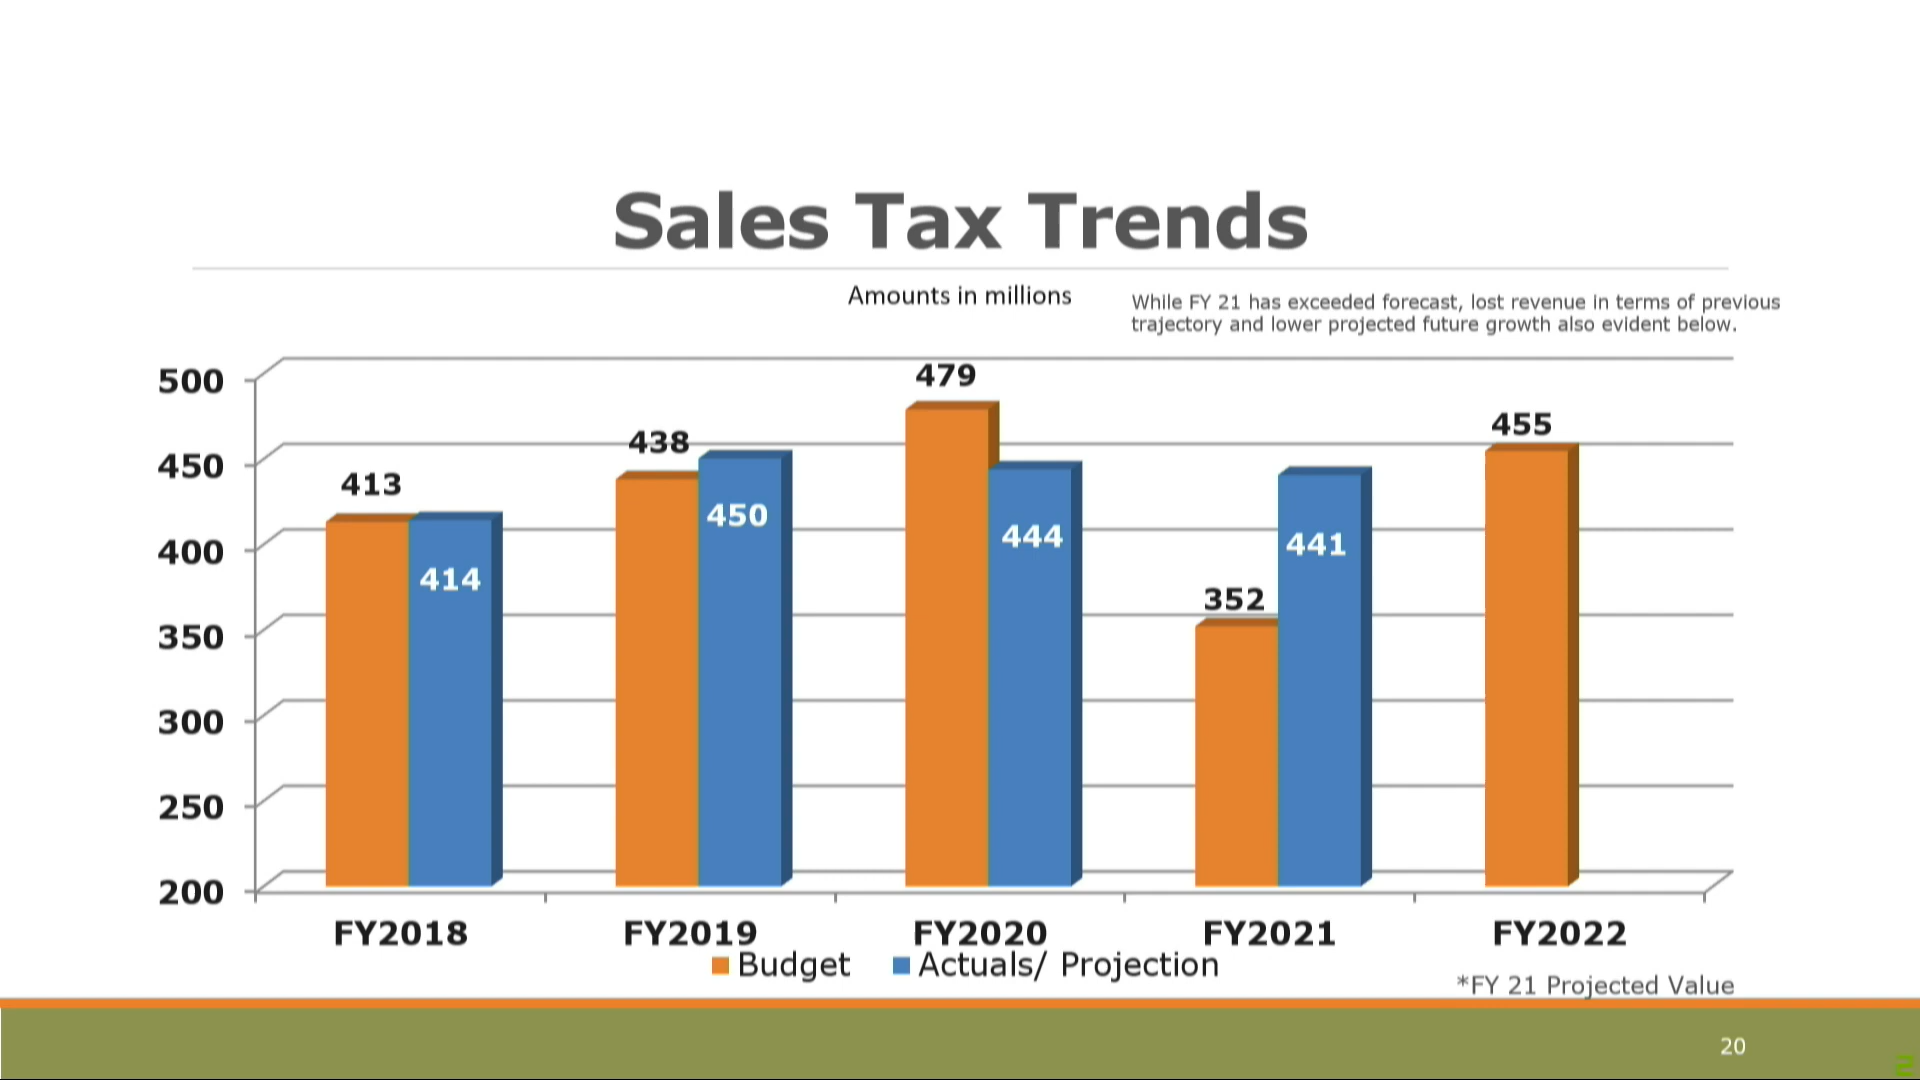 Sales Tax Trends
Amounts in millions
While FY 21 has exceeded forecast, lost revenue in terms of previous
trajectory and lower projected future growth also evident below.
500
450
400
350
300
250
200
413
414
438
450
479
444
352
441
455
FY2018
FY2019
FY2020
FY2021
FY2022
Budget
Actuals/ Projection
*FY 21 Projected Value
20